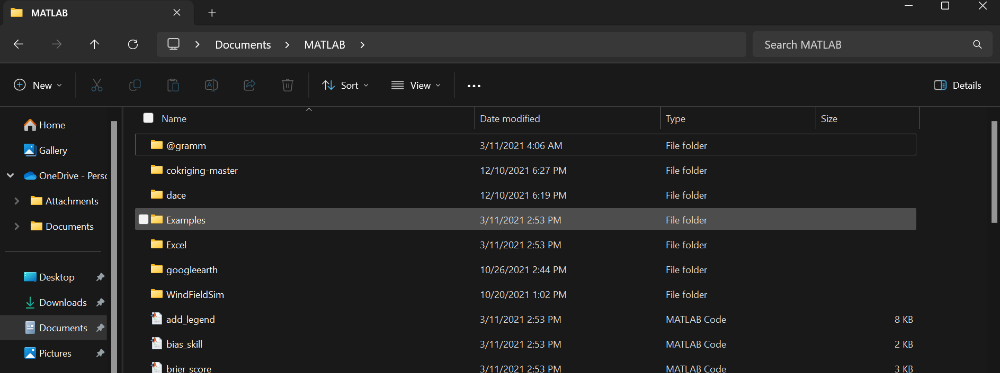 MATLAB
Documents > MATLAB >
Search MATLAB
New
Sort
View
Details
Name Date modified Type Size
Home
Gallery
OneDrive - Persc
Attachments
Documents
Desktop
Downloads
Documents
Pictures
@gramm 3/11/2021 4:06 AM File folder
cokriging-master 12/10/2021 6:27 PM File folder
dace 12/10/2021 6:19 PM File folder
Examples 3/11/2021 2:53 PM File folder
Excel 3/11/2021 2:53 PM File folder
googleearth 10/26/2021 2:44 PM File folder
WindFieldSim 10/20/2021 1:02 PM File folder
add_legend 3/11/2021 2:53 PM MATLAB Code 8 KB
bias_skill 3/11/2021 2:53 PM MATLAB Code 2 KB
brier_score 3/11/2021 2:53 PM MATLAB Code 3 KB